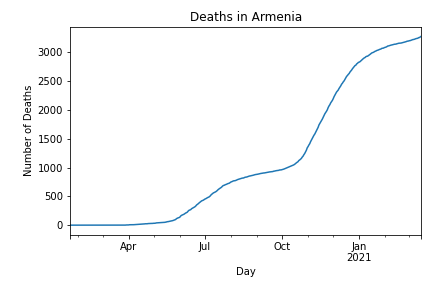 Deaths in Armenia
Number of Deaths
3000
2500
2000
1500
1000
500
0
Apr
Jul
Oct
Jan
2021
Day